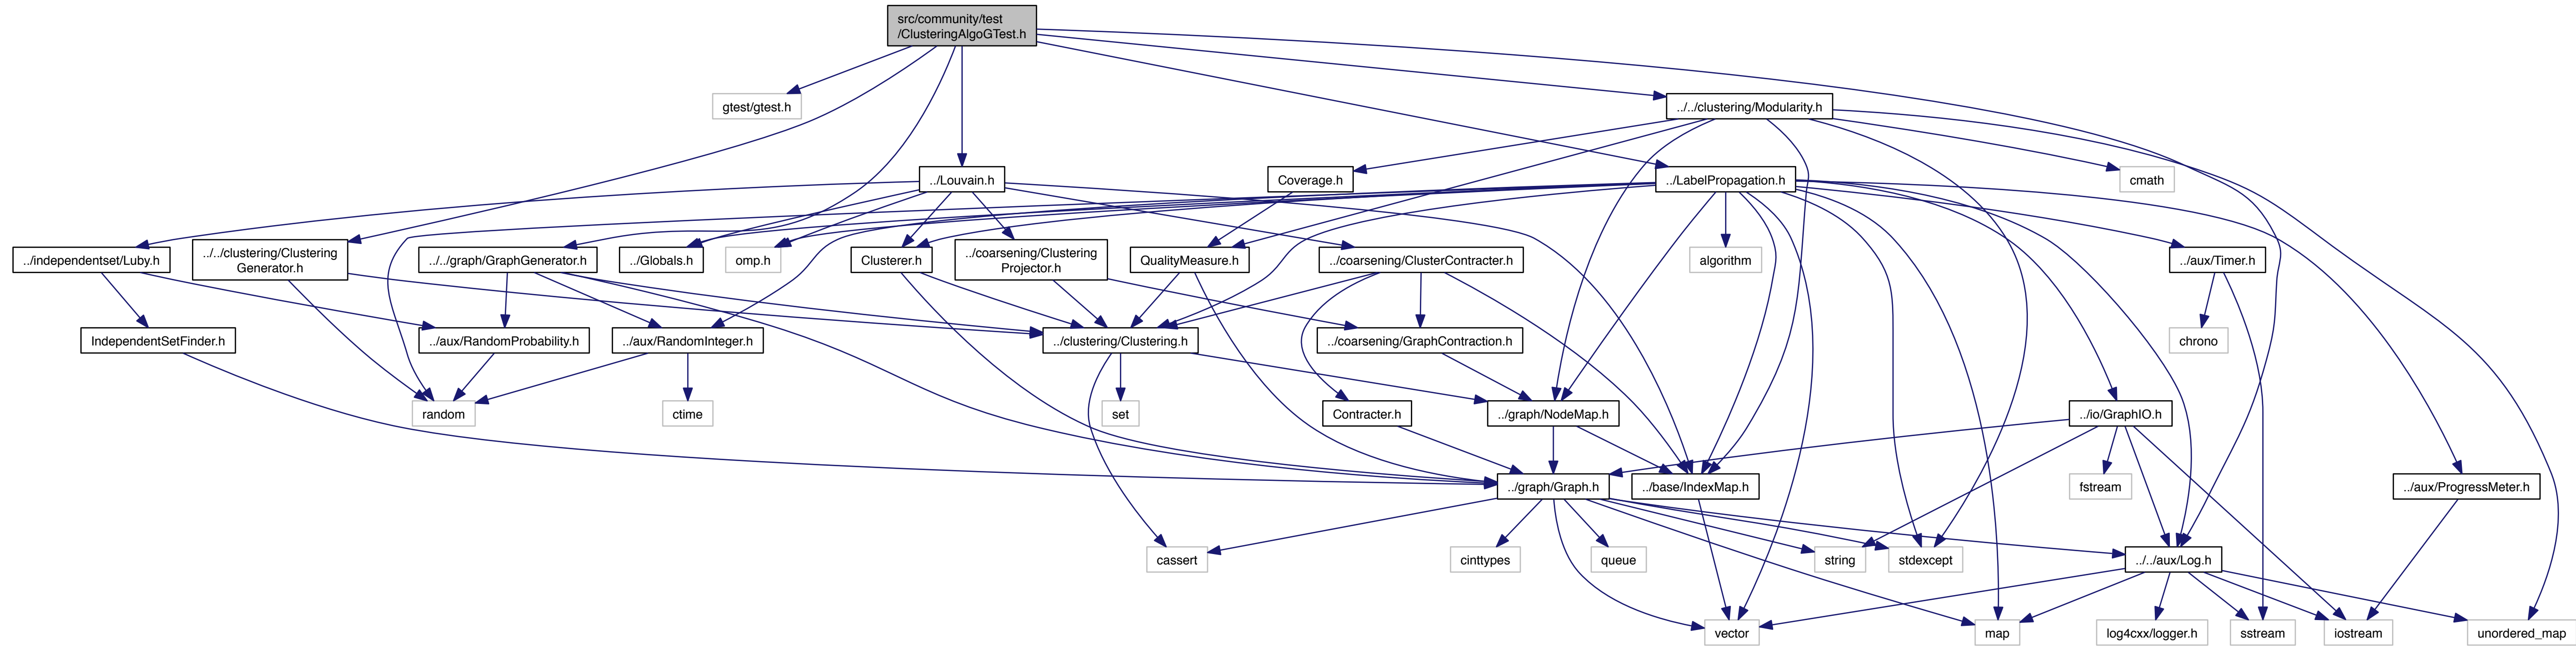 src/community/test
/ClusteringAlgoGTest.h
gtest/gtest.h
../../clustering/Modularity.h
../Louvain.h
Coverage.h
../LabelPropagation.h
cmath
../independentset/Luby.h
../../clustering/Clustering
Generator.h
../../graph/GraphGenerator.h
../Globals.h
omp.h
Clusterer.h
../coarsening/Clustering
Projector.h
QualityMeasure.h
../coarsening/ClusterContracter.h
algorithm
../aux/Timer.h
IndependentSetFinder.h
../aux/RandomProbability.h
../aux/RandomInteger.h
../clustering/Clustering.h
../coarsening/GraphContraction.h
chrono
random
ctime
set
Contracter.h
../graph/NodeMap.h
../io/GraphIO.h
../graph/Graph.h
../base/IndexMap.h
fstream
../aux/ProgressMeter.h
cassert
cinttypes
queue
string
stdexcept
../../aux/Log.h
vector
map
log4cxx/logger.h
sstream
iostream
unordered_map